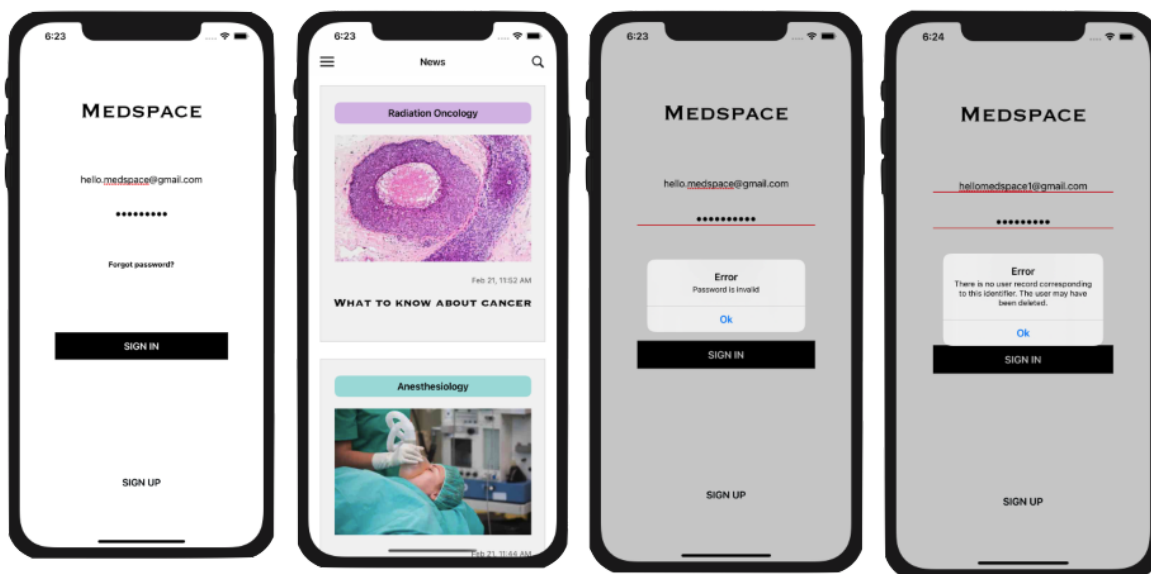 6:23
MEDSPACE
hello.medspace@gmail.com
•••••••••
Forgot password?
SIGN IN
SIGN UP
6:23
News
Radiation Oncology
Feb 21, 11:52 AM
WHAT TO KNOW ABOUT CANCER
Anesthesiology
Feb 21, 11:44 AM
6:23
MEDSPACE
hello.medspace@gmail.com
••••••••••
Error
Password is invalid
Ok
SIGN IN
SIGN UP
6:24
MEDSPACE
hellomedspace1@gmail.com
•••••••••
Error
There is no user record corresponding
to this identifier. The user may have
been deleted.
Ok
SIGN IN
SIGN UP